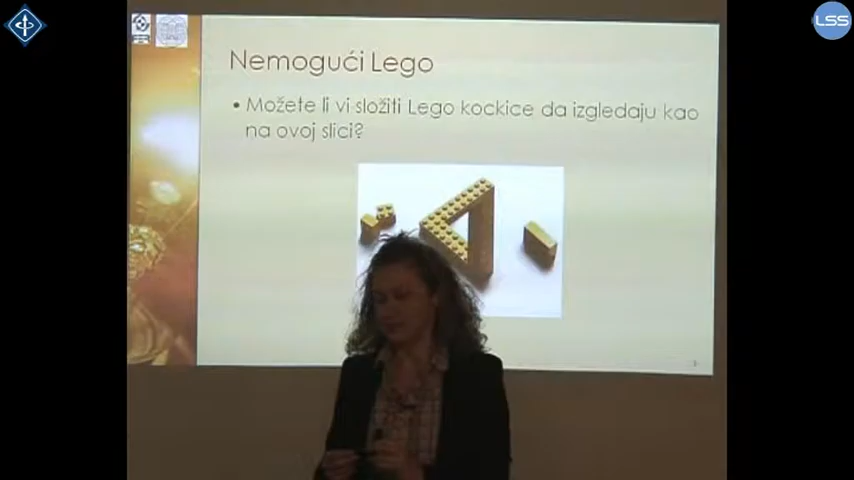 LSS
Nemogući Lego
• Možete li vi složiti Lego kockice da izgledaju kao
na ovoj slici?